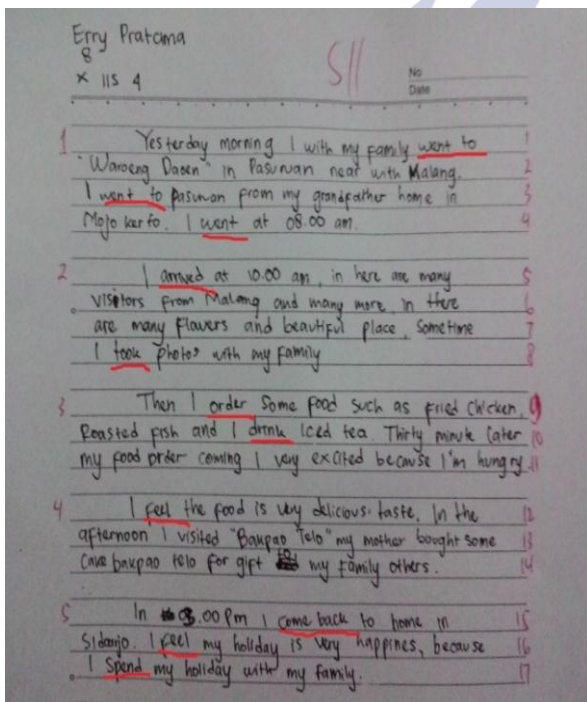 Erry Pratama
8
X IIS 4
S11
No
Date
1 Yesterday morning I with my family went to 1
"Waroeng Daoen" in Pasuruan near with Malang. 2
I went to pasuruan from my grandfather home in 3
Mojokerto. I went at 08.00 am. 4
2 I arrived at 10.00 am, in here are many 5
visitors from Malang and many more, in there 6
are many flowers and beautiful place, Sometime 7
I took photos with my family 8
3 Then I order some food such as fried chicken, 9
Roasted fish and I drink iced tea. Thirty minute later 10
my food order coming I very excited because I'm hungry 11
4 I feel the food is very delicious taste. In the 12
afternoon I visited "Bakpao Telo" my mother bought some 13
Cave bakpao telo for gift my family others. 14
5 In 3.00 Pm I come back to home in 15
Sidoarjo. I feel my holiday is very happines, because 16
I Spend my holiday with my family. 17